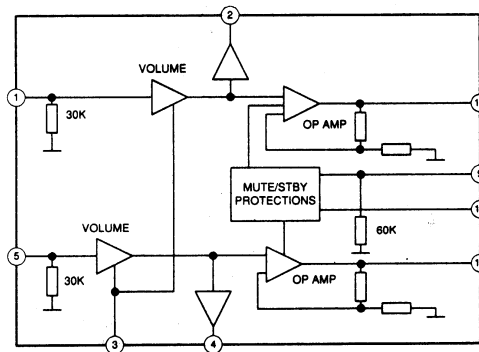 2
VOLUME
1
30K
OP AMP
MUTE/STBY
PROTECTIONS
VOLUME
5
30K
60K
OP AMP
3
4